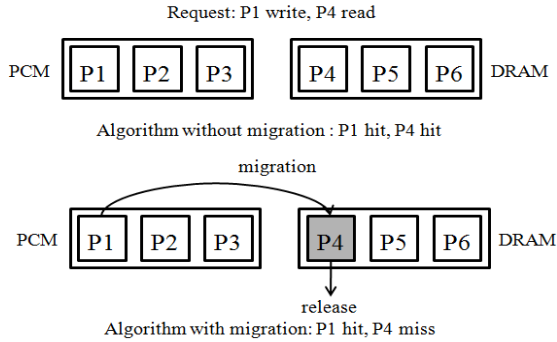 Request: P1 write, P4 read
PCM P1 P2 P3 P4 P5 P6 DRAM
Algorithm without migration : P1 hit, P4 hit
migration
PCM P1 P2 P3 P4 P5 P6 DRAM
release
Algorithm with migration: P1 hit, P4 miss